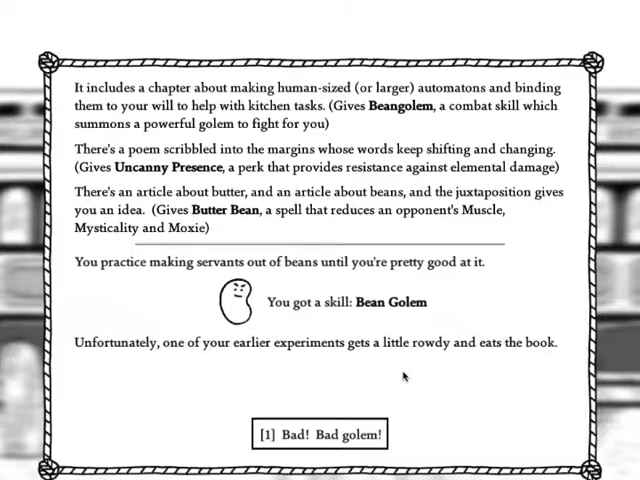 It includes a chapter about making human-sized (or larger) automatons and binding
them to your will to help with kitchen tasks. (Gives Beangolem, a combat skill which
summons a powerful golem to fight for you)
There's a poem scribbled into the margins whose words keep shifting and changing.
(Gives Uncanny Presence, a perk that provides resistance against elemental damage)
There's an article about butter, and an article about beans, and the juxtaposition gives
you an idea.  (Gives Butter Bean, a spell that reduces an opponent's Muscle,
Mysticality and Moxie)
You practice making servants out of beans until you're pretty good at it.
You got a skill: Bean Golem
Unfortunately, one of your earlier experiments gets a little rowdy and eats the book.
[1]  Bad!  Bad golem!